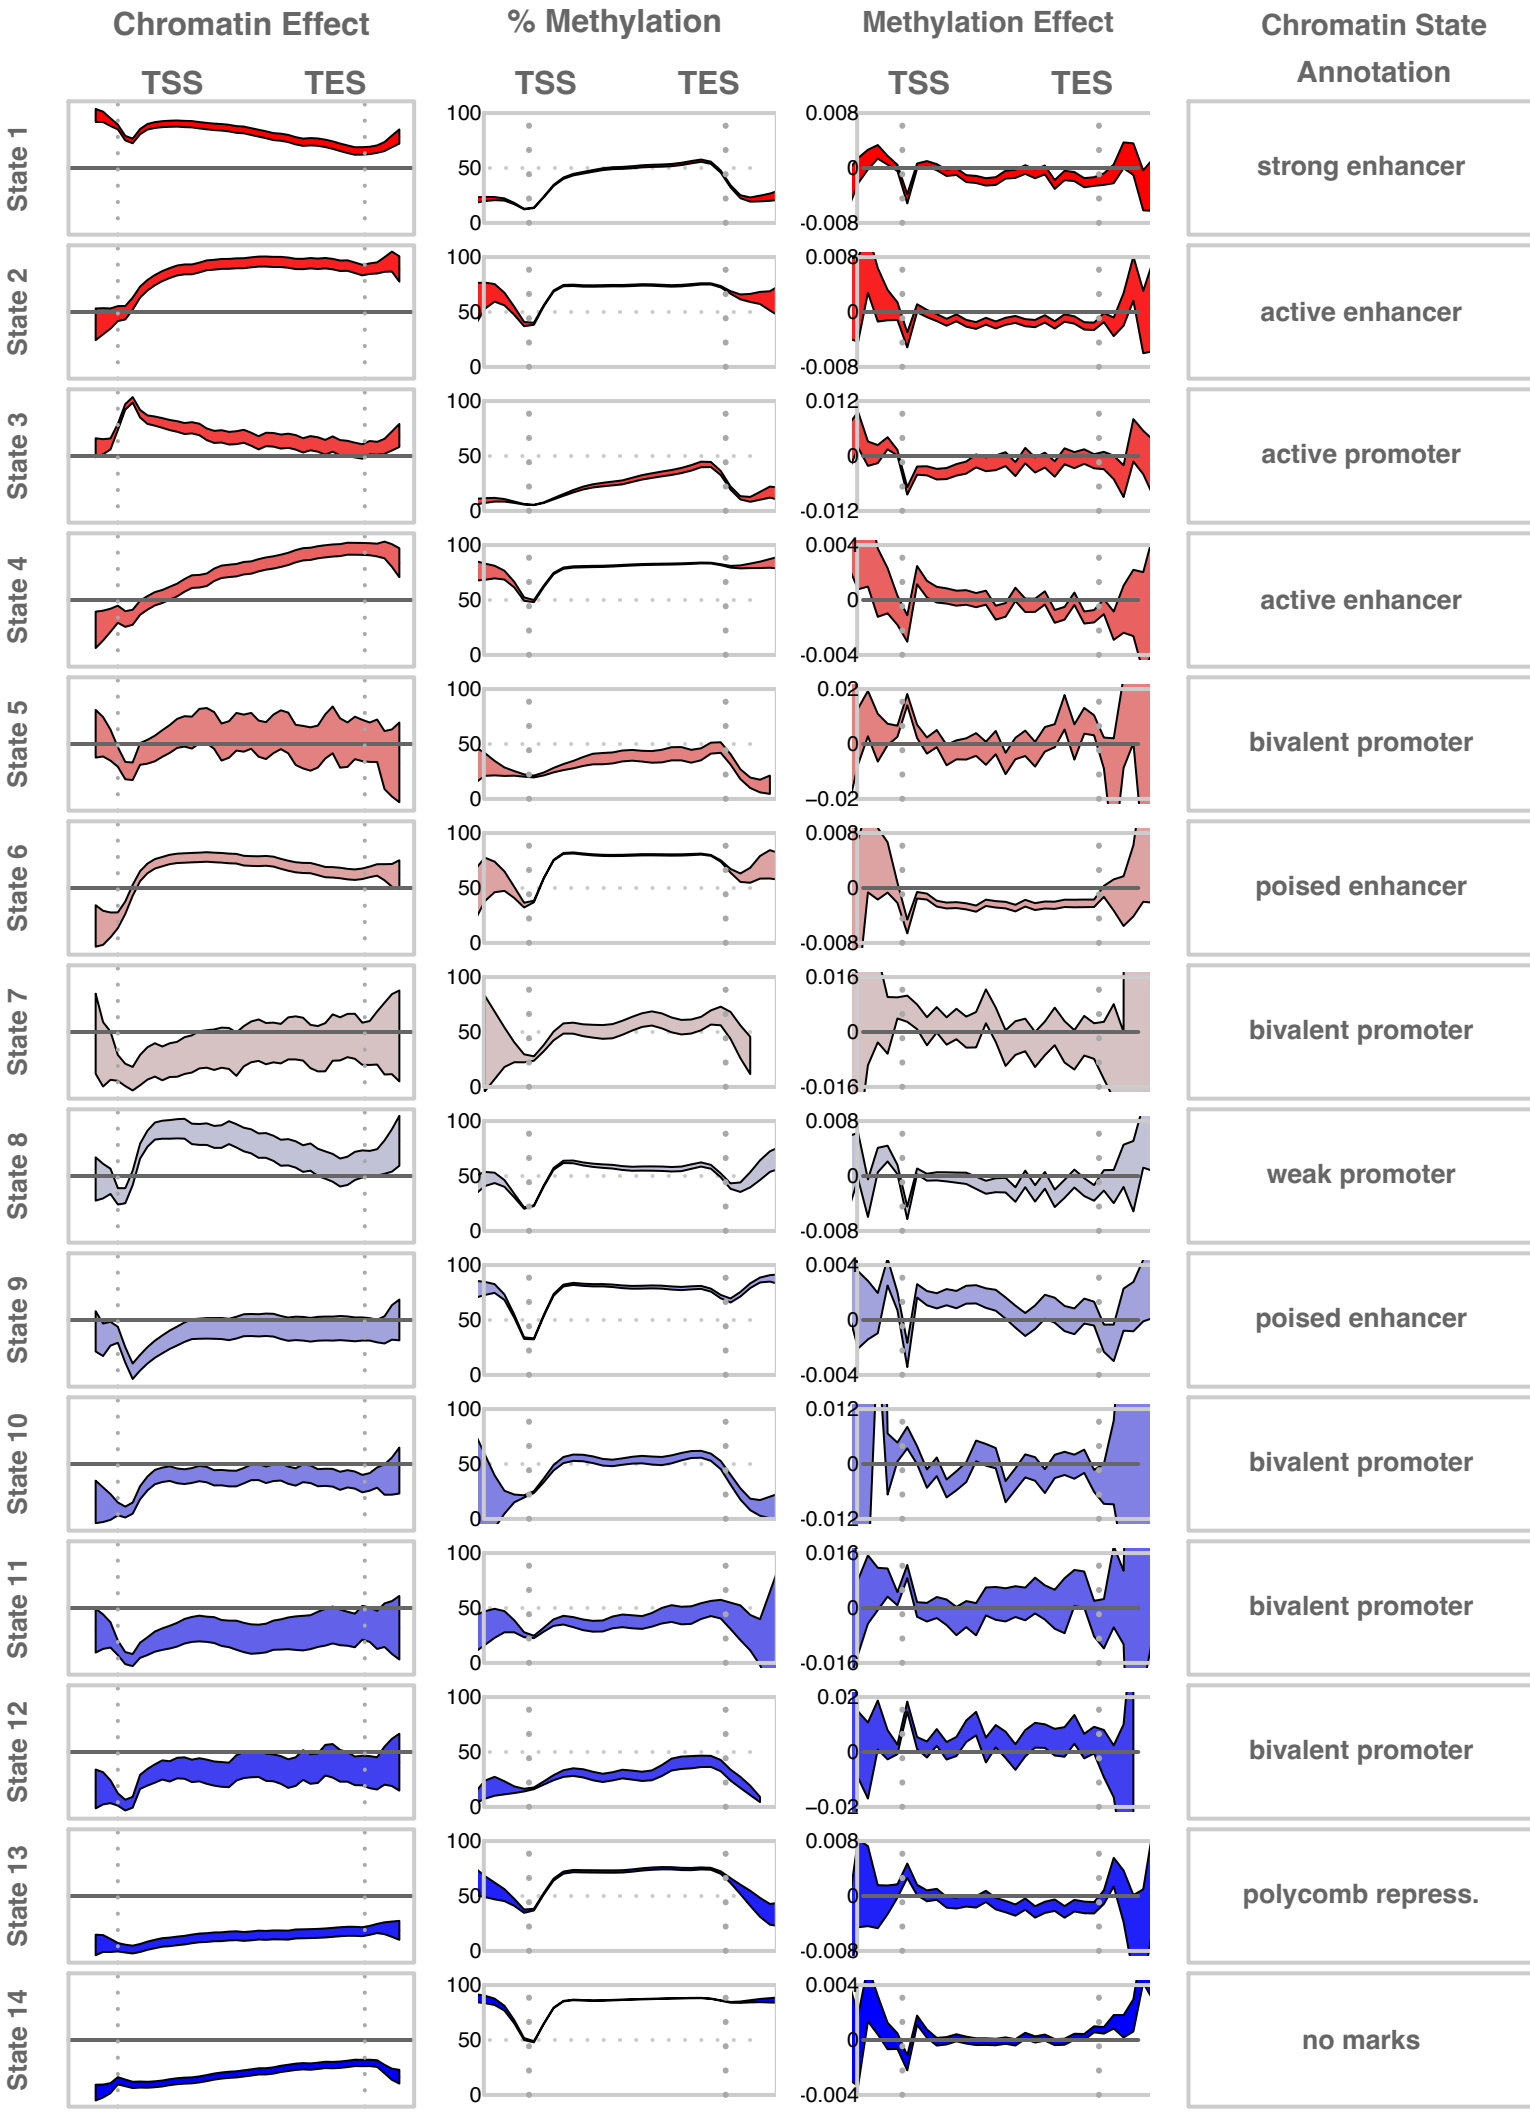 Chromatin Effect % Methylation Methylation Effect Chromatin State
Annotation
TSS TES TSS TES TSS TES
State 1 100 50 0 0.008 0 -0.008 strong enhancer
State 2 100 50 0 0.008 0 -0.008 active enhancer
State 3 100 50 0 0.012 0 -0.012 active promoter
State 4 100 50 0 0.004 0 -0.004 active enhancer
State 5 100 50 0 0.02 0 −0.02 bivalent promoter
State 6 100 50 0 0.008 0 -0.008 poised enhancer
State 7 100 50 0 0.016 0 -0.016 bivalent promoter
State 8 100 50 0 0.008 0 -0.008 weak promoter
State 9 100 50 0 0.004 0 -0.004 poised enhancer
State 10 100 50 0 0.012 0 -0.012 bivalent promoter
State 11 100 50 0 0.016 0 -0.016 bivalent promoter
State 12 100 50 0 0.02 0 −0.02 bivalent promoter
State 13 100 50 0 0.008 0 -0.008 polycomb repress.
State 14 100 50 0 0.004 0 -0.004 no marks